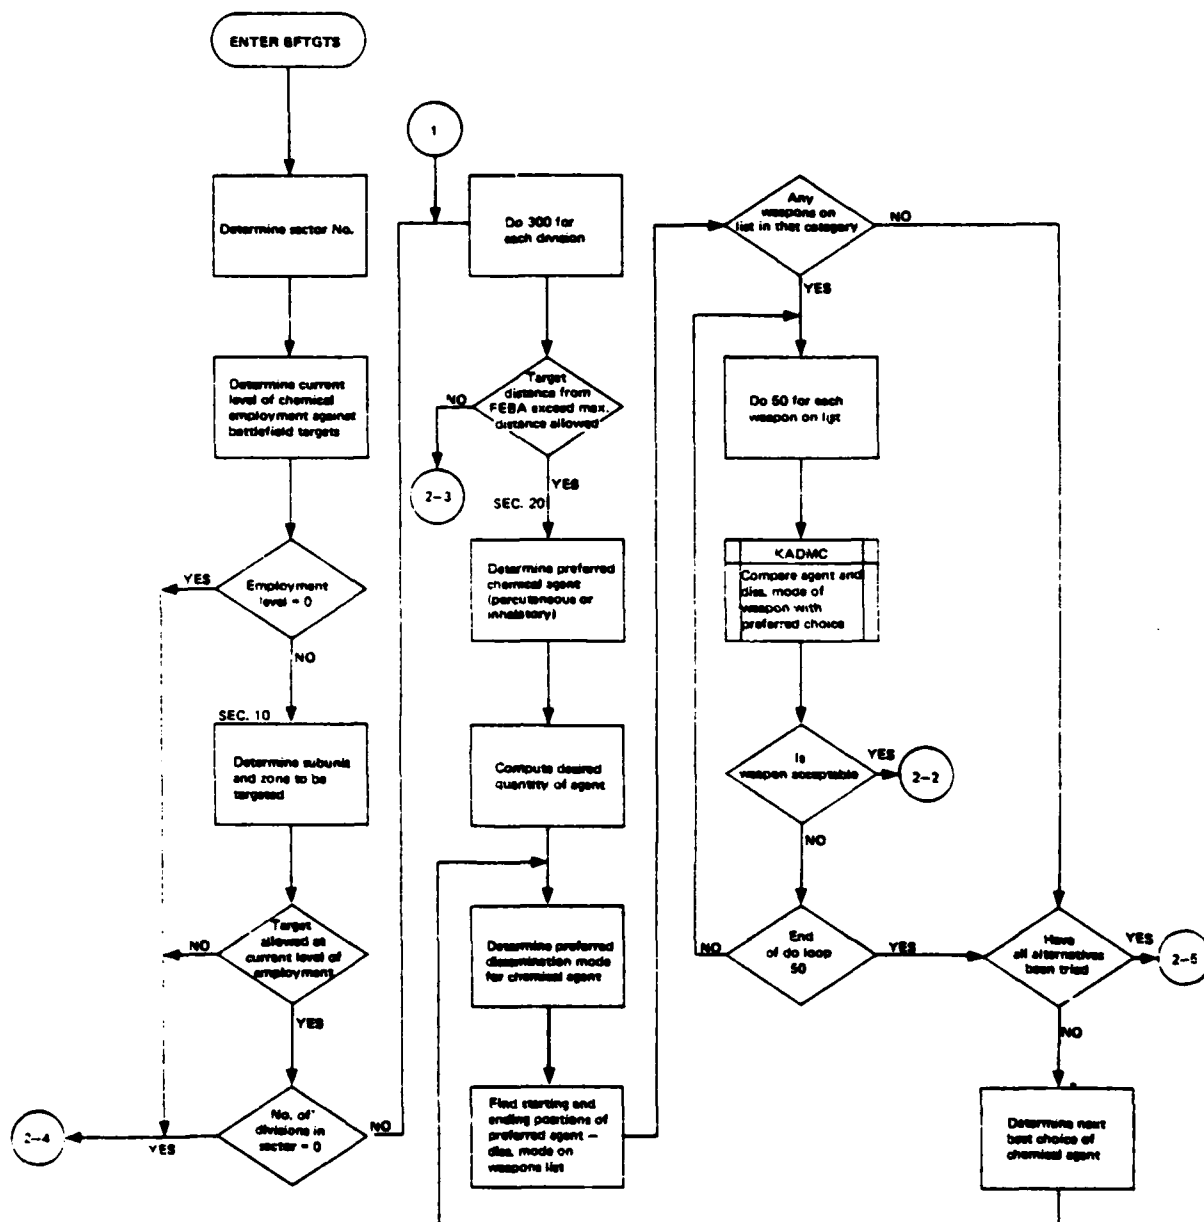 ENTER BFTGTS
Determine sector No.
Determine current
level of chemical
employment against
battlefield targets
Employment
level = 0
YES
NO
SEC. 10
Determine subunit
and zone to be
targeted
Target
allowed at
current level of
employment
NO
YES
No. of
divisions in
sector = 0
YES
2-4
NO
1
Do 300 for
each division
Target
distance from
FEBA exceed max.
distance allowed
NO
2-3
YES
SEC. 20
Determine preferred
chemical agent
(percutaneous or
inhalatory)
Compute desired
quantity of agent
Determine preferred
dissemination mode
for chemical agent
Find starting and
ending positions of
preferred agent –
diss. mode on
weapons list
Any
weapons on
list in that category
NO
YES
Do 50 for each
weapon on list
KADMC
Compare agent and
diss. mode of
weapon with
preferred choice
Is
weapon acceptable
YES
2-2
NO
End
of do loop
50
NO
YES
Have
all alternatives
been tried
YES
2-5
NO
Determine next
best choice of
chemical agent